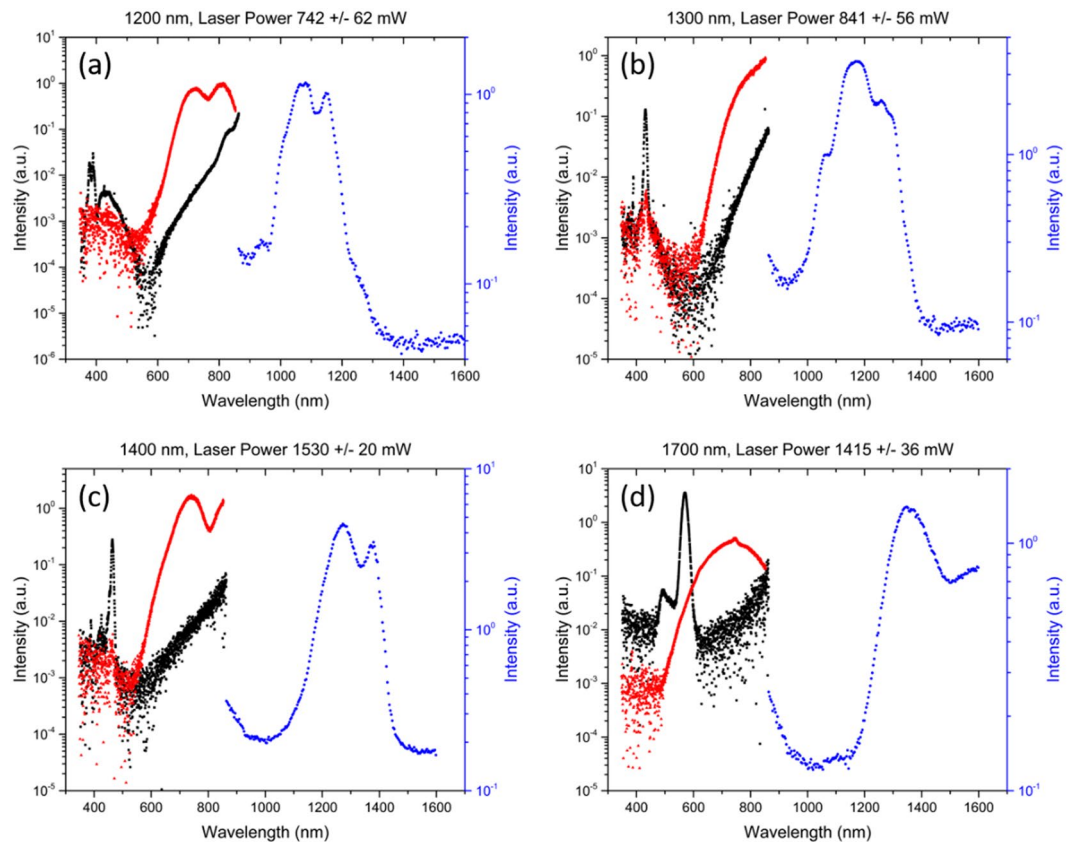 1200 nm, Laser Power 742 +/- 62 mW
(a)
Intensity (a.u.)
10^1
10^0
10^-1
10^-2
10^-3
10^-4
10^-5
10^-6
400 600 800 1000 1200 1400 1600
Wavelength (nm)
10^0
10^-1
Intensity (a.u.)
1300 nm, Laser Power 841 +/- 56 mW
(b)
Intensity (a.u.)
10^0
10^-1
10^-2
10^-3
10^-4
10^-5
400 600 800 1000 1200 1400 1600
Wavelength (nm)
10^0
10^-1
Intensity (a.u.)
1400 nm, Laser Power 1530 +/- 20 mW
(c)
Intensity (a.u.)
10^0
10^-1
10^-2
10^-3
10^-4
10^-5
400 600 800 1000 1200 1400 1600
Wavelength (nm)
10^1
10^0
10^-1
Intensity (a.u.)
1700 nm, Laser Power 1415 +/- 36 mW
(d)
Intensity (a.u.)
10^1
10^0
10^-1
10^-2
10^-3
10^-4
10^-5
400 600 800 1000 1200 1400 1600
Wavelength (nm)
10^0
10^-1
Intensity (a.u.)